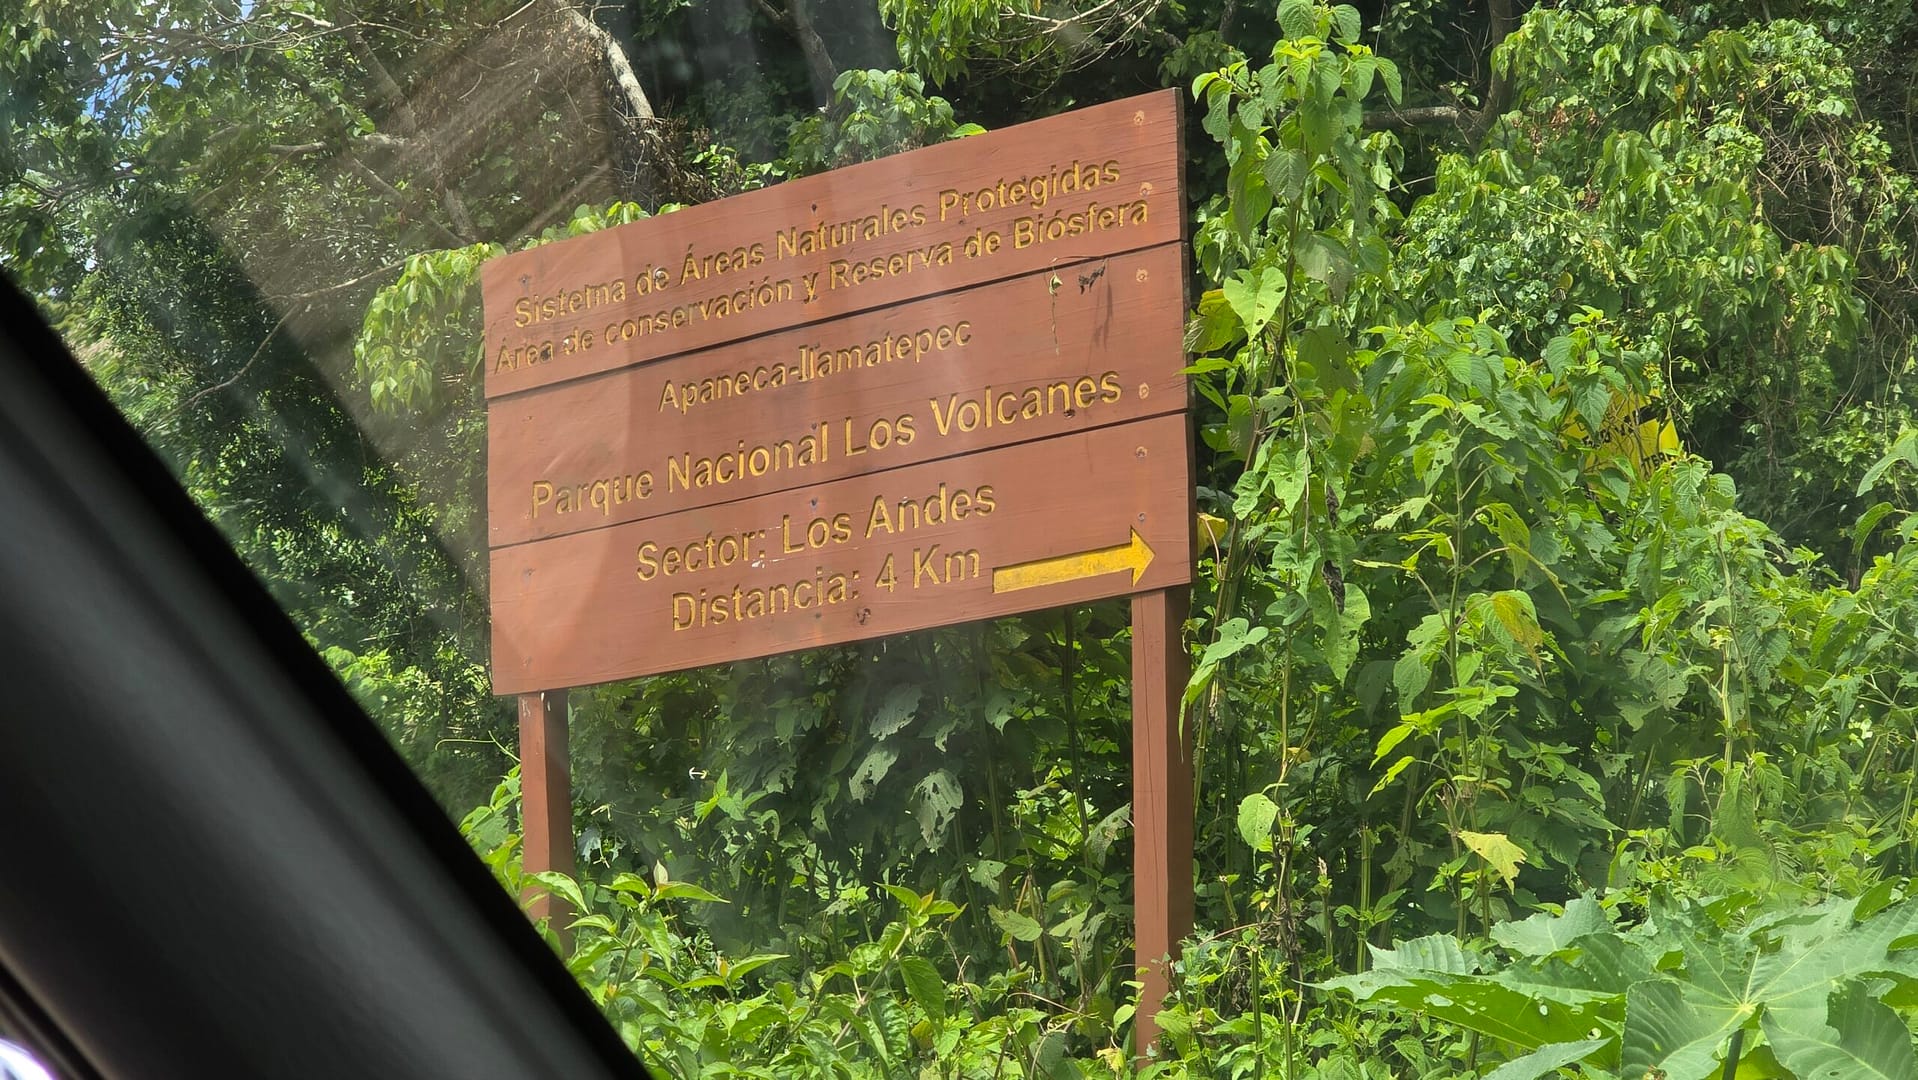 Sistema de Áreas Naturales Protegidas
Área de conservación y Reserva de Biósfera
Apaneca-Ilamatepec
Parque Nacional Los Volcanes
Sector: Los Andes
Distancia: 4 Km